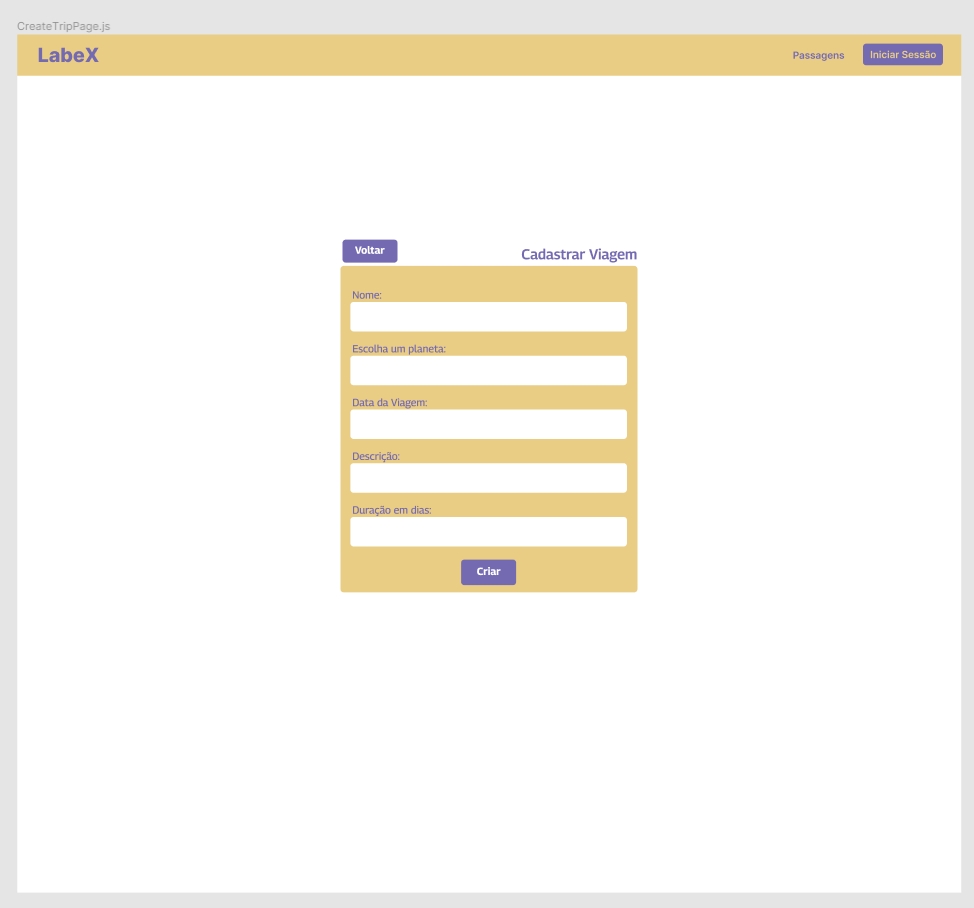 CreateTripPage.js
LabeX
Passagens
Iniciar Sessão
Voltar
Cadastrar Viagem
Nome:
Escolha um planeta:
Data da Viagem:
Descrição:
Duração em dias:
Criar